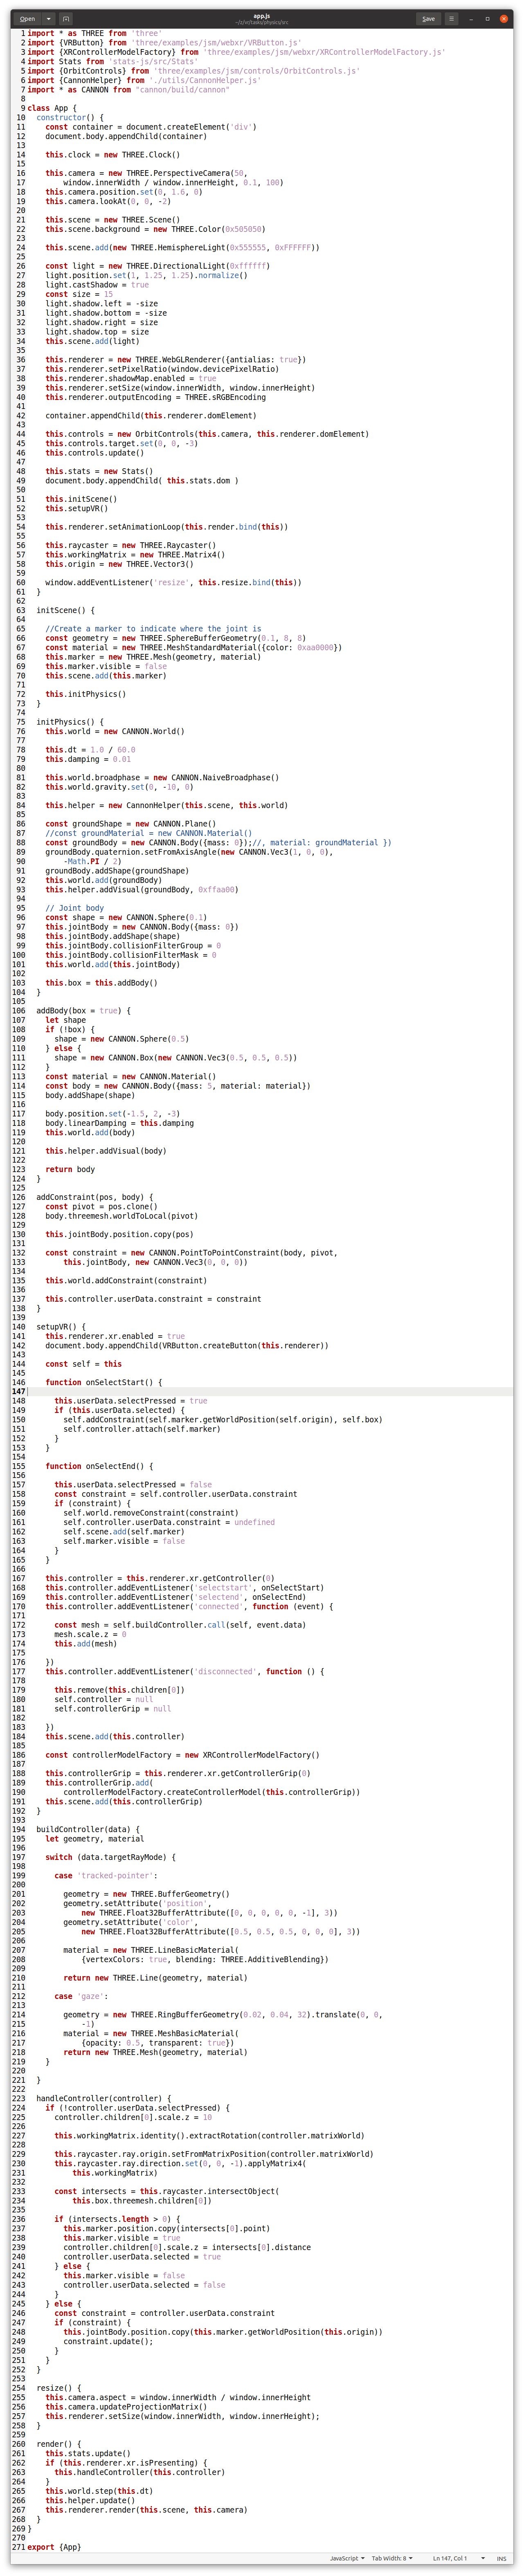 Open
app.js
Save
1 import * as THREE from 'three'
2 import {VRButton} from 'three/examples/jsm/webxr/VRButton.js'
3 import {XRControllerModelFactory} from 'three/examples/jsm/webxr/XRControllerModelFactory.js'
4 import Stats from 'stats-js/src/Stats'
5 import {OrbitControls} from 'three/examples/jsm/controls/OrbitControls.js'
6 import {CannonHelper} from './utils/CannonHelper.js'
7 import * as CANNON from "cannon/build/cannon"
8
9 class App {
10   constructor() {
11     const container = document.createElement('div')
12     document.body.appendChild(container)
13
14     this.clock = new THREE.Clock()
15
16     this.camera = new THREE.PerspectiveCamera(50,
17         window.innerWidth / window.innerHeight, 0.1, 100)
18     this.camera.position.set(0, 1.6, 0)
19     this.camera.lookAt(0, 0, -2)
20
21     this.scene = new THREE.Scene()
22     this.scene.background = new THREE.Color(0x505050)
23
24     this.scene.add(new THREE.HemisphereLight(0x555555, 0xFFFFFF))
25
26     const light = new THREE.DirectionalLight(0xffffff)
27     light.position.set(1, 1.25, 1.25).normalize()
28     light.castShadow = true
29     const size = 15
30     light.shadow.left = -size
31     light.shadow.bottom = -size
32     light.shadow.right = size
33     light.shadow.top = size
34     this.scene.add(light)
35
36     this.renderer = new THREE.WebGLRenderer({antialias: true})
37     this.renderer.setPixelRatio(window.devicePixelRatio)
38     this.renderer.shadowMap.enabled = true
39     this.renderer.setSize(window.innerWidth, window.innerHeight)
40     this.renderer.outputEncoding = THREE.sRGBEncoding
41
42     container.appendChild(this.renderer.domElement)
43
44     this.controls = new OrbitControls(this.camera, this.renderer.domElement)
45     this.controls.target.set(0, 0, -3)
46     this.controls.update()
47
48     this.stats = new Stats()
49     document.body.appendChild( this.stats.dom )
50
51     this.initScene()
52     this.setupVR()
53
54     this.renderer.setAnimationLoop(this.render.bind(this))
55
56     this.raycaster = new THREE.Raycaster()
57     this.workingMatrix = new THREE.Matrix4()
58     this.origin = new THREE.Vector3()
59
60     window.addEventListener('resize', this.resize.bind(this))
61   }
62
63   initScene() {
64
65     //Create a marker to indicate where the joint is
66     const geometry = new THREE.SphereBufferGeometry(0.1, 8, 8)
67     const material = new THREE.MeshStandardMaterial({color: 0xaa0000})
68     this.marker = new THREE.Mesh(geometry, material)
69     this.marker.visible = false
70     this.scene.add(this.marker)
71
72     this.initPhysics()
73   }
74
75   initPhysics() {
76     this.world = new CANNON.World()
77
78     this.dt = 1.0 / 60.0
79     this.damping = 0.01
80
81     this.world.broadphase = new CANNON.NaiveBroadphase()
82     this.world.gravity.set(0, -10, 0)
83
84     this.helper = new CannonHelper(this.scene, this.world)
85
86     const groundShape = new CANNON.Plane()
87     //const groundMaterial = new CANNON.Material()
88     const groundBody = new CANNON.Body({mass: 0});//, material: groundMaterial })
89     groundBody.quaternion.setFromAxisAngle(new CANNON.Vec3(1, 0, 0),
90         -Math.PI / 2)
91     groundBody.addShape(groundShape)
92     this.world.add(groundBody)
93     this.helper.addVisual(groundBody, 0xffaa00)
94
95     // Joint body
96     const shape = new CANNON.Sphere(0.1)
97     this.jointBody = new CANNON.Body({mass: 0})
98     this.jointBody.addShape(shape)
99     this.jointBody.collisionFilterGroup = 0
100     this.jointBody.collisionFilterMask = 0
101     this.world.add(this.jointBody)
102
103     this.box = this.addBody()
104   }
105
106   addBody(box = true) {
107     let shape
108     if (!box) {
109       shape = new CANNON.Sphere(0.5)
110     } else {
111       shape = new CANNON.Box(new CANNON.Vec3(0.5, 0.5, 0.5))
112     }
113     const material = new CANNON.Material()
114     const body = new CANNON.Body({mass: 5, material: material})
115     body.addShape(shape)
116
117     body.position.set(-1.5, 2, -3)
118     body.linearDamping = this.damping
119     this.world.add(body)
120
121     this.helper.addVisual(body)
122
123     return body
124   }
125
126   addConstraint(pos, body) {
127     const pivot = pos.clone()
128     body.threemesh.worldToLocal(pivot)
129
130     this.jointBody.position.copy(pos)
131
132     const constraint = new CANNON.PointToPointConstraint(body, pivot,
133         this.jointBody, new CANNON.Vec3(0, 0, 0))
134
135     this.world.addConstraint(constraint)
136
137     this.controller.userData.constraint = constraint
138   }
139
140   setupVR() {
141     this.renderer.xr.enabled = true
142     document.body.appendChild(VRButton.createButton(this.renderer))
143
144     const self = this
145
146     function onSelectStart() {
147
148       this.userData.selectPressed = true
149       if (this.userData.selected) {
150         self.addConstraint(self.marker.getWorldPosition(self.origin), self.box)
151         self.controller.attach(self.marker)
152       }
153     }
154
155     function onSelectEnd() {
156
157       this.userData.selectPressed = false
158       const constraint = self.controller.userData.constraint
159       if (constraint) {
160         self.world.removeConstraint(constraint)
161         self.controller.userData.constraint = undefined
162         self.scene.add(self.marker)
163         self.marker.visible = false
164       }
165     }
166
167     this.controller = this.renderer.xr.getController(0)
168     this.controller.addEventListener('selectstart', onSelectStart)
169     this.controller.addEventListener('selectend', onSelectEnd)
170     this.controller.addEventListener('connected', function (event) {
171
172       const mesh = self.buildController.call(self, event.data)
173       mesh.scale.z = 0
174       this.add(mesh)
175
176     })
177     this.controller.addEventListener('disconnected', function () {
178
179       this.remove(this.children[0])
180       self.controller = null
181       self.controllerGrip = null
182
183     })
184     this.scene.add(this.controller)
185
186     const controllerModelFactory = new XRControllerModelFactory()
187
188     this.controllerGrip = this.renderer.xr.getControllerGrip(0)
189     this.controllerGrip.add(
190         controllerModelFactory.createControllerModel(this.controllerGrip))
191     this.scene.add(this.controllerGrip)
192   }
193
194   buildController(data) {
195     let geometry, material
196
197     switch (data.targetRayMode) {
198
199       case 'tracked-pointer':
200
201         geometry = new THREE.BufferGeometry()
202         geometry.setAttribute('position',
203             new THREE.Float32BufferAttribute([0, 0, 0, 0, 0, -1], 3))
204         geometry.setAttribute('color',
205             new THREE.Float32BufferAttribute([0.5, 0.5, 0.5, 0, 0, 0], 3))
206
207         material = new THREE.LineBasicMaterial(
208             {vertexColors: true, blending: THREE.AdditiveBlending})
209
210         return new THREE.Line(geometry, material)
211
212       case 'gaze':
213
214         geometry = new THREE.RingBufferGeometry(0.02, 0.04, 32).translate(0, 0,
215             -1)
216         material = new THREE.MeshBasicMaterial(
217             {opacity: 0.5, transparent: true})
218         return new THREE.Mesh(geometry, material)
219     }
220
221   }
222
223   handleController(controller) {
224     if (!controller.userData.selectPressed) {
225       controller.children[0].scale.z = 10
226
227       this.workingMatrix.identity().extractRotation(controller.matrixWorld)
228
229       this.raycaster.ray.origin.setFromMatrixPosition(controller.matrixWorld)
230       this.raycaster.ray.direction.set(0, 0, -1).applyMatrix4(
231           this.workingMatrix)
232
233       const intersects = this.raycaster.intersectObject(
234           this.box.threemesh.children[0])
235
236       if (intersects.length > 0) {
237         this.marker.position.copy(intersects[0].point)
238         this.marker.visible = true
239         controller.children[0].scale.z = intersects[0].distance
240         controller.userData.selected = true
241       } else {
242         this.marker.visible = false
243         controller.userData.selected = false
244       }
245     } else {
246       const constraint = controller.userData.constraint
247       if (constraint) {
248         this.jointBody.position.copy(this.marker.getWorldPosition(this.origin))
249         constraint.update();
250       }
251     }
252   }
253
254   resize() {
255     this.camera.aspect = window.innerWidth / window.innerHeight
256     this.camera.updateProjectionMatrix()
257     this.renderer.setSize(window.innerWidth, window.innerHeight);
258   }
259
260   render() {
261     this.stats.update()
262     if (this.renderer.xr.isPresenting) {
263       this.handleController(this.controller)
264     }
265     this.world.step(this.dt)
266     this.helper.update()
267     this.renderer.render(this.scene, this.camera)
268   }
269 }
270
271 export {App}
JavaScript
Tab Width: 8
Ln 147, Col 1
INS